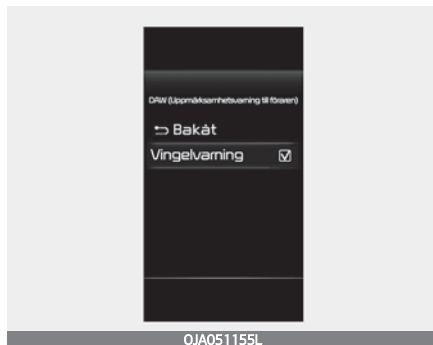 DAW (Uppmärksamhetsvarning till föraren)
Bakåt
Vingelvarning
OJA051155L